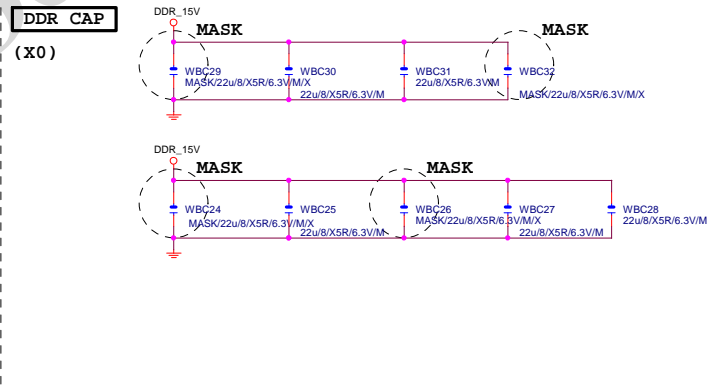 DDR CAP
(X0)
DDR_15V
MASK
MASK
WBC29
MASK/22u/8/X5R/6.3V/M/X
WBC30
22u/8/X5R/6.3V/M
WBC31
22u/8/X5R/6.3V/M
WBC32
MASK/22u/8/X5R/6.3V/M/X
DDR_15V
MASK
MASK
WBC24
MASK/22u/8/X5R/6.3V/M/X
WBC25
22u/8/X5R/6.3V/M
WBC26
MASK/22u/8/X5R/6.3V/M/X
WBC27
22u/8/X5R/6.3V/M
WBC28
22u/8/X5R/6.3V/M